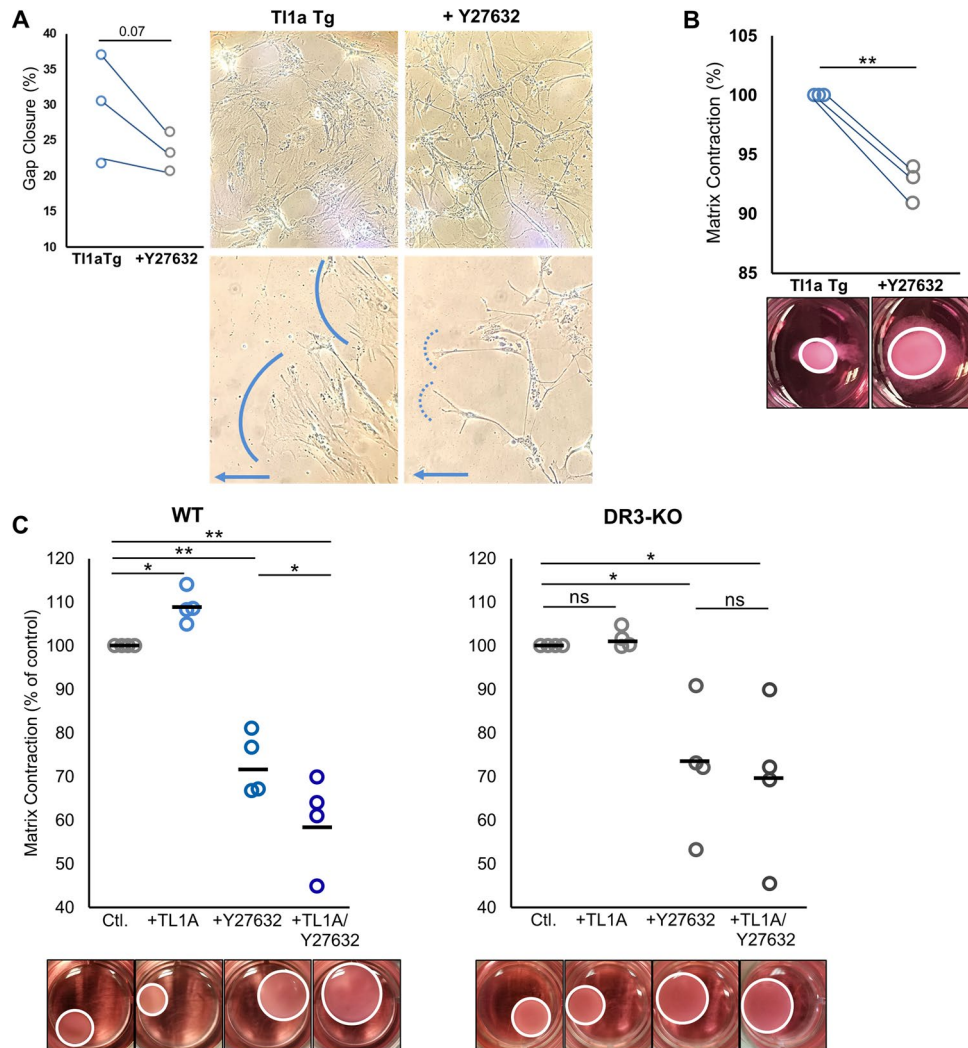 A
0.07
40
35
30
25
20
15
10
Gap Closure (%)
Tl1aTg +Y27632
Tl1a Tg + Y27632
B
105
100
95
90
85
Matrix Contraction (%)
**
Tl1a Tg +Y27632
C
WT
**
**
* *
120
110
100
90
80
70
60
50
40
Matrix Contraction (% of control)
Ctl. +TL1A +Y27632 +TL1A/
Y27632
DR3-KO
*
*
ns ns
120
110
100
90
80
70
60
50
40
Ctl. +TL1A +Y27632 +TL1A/
Y27632